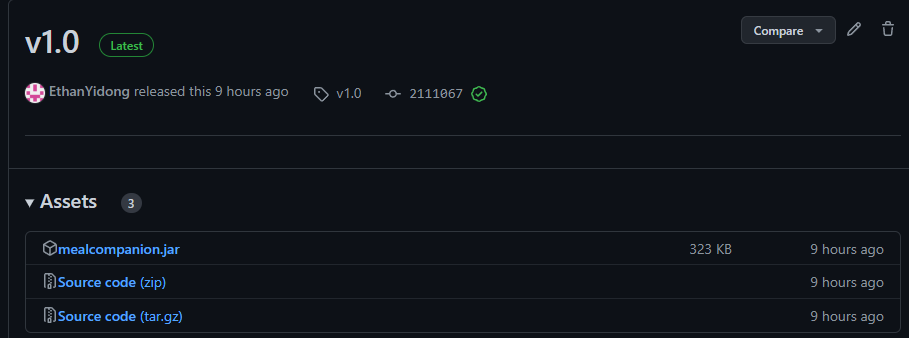 v1.0 Latest Compare
EthanYidong released this 9 hours ago v1.0 2111067
Assets 3
mealcompanion.jar 323 KB 9 hours ago
Source code (zip) 9 hours ago
Source code (tar.gz) 9 hours ago